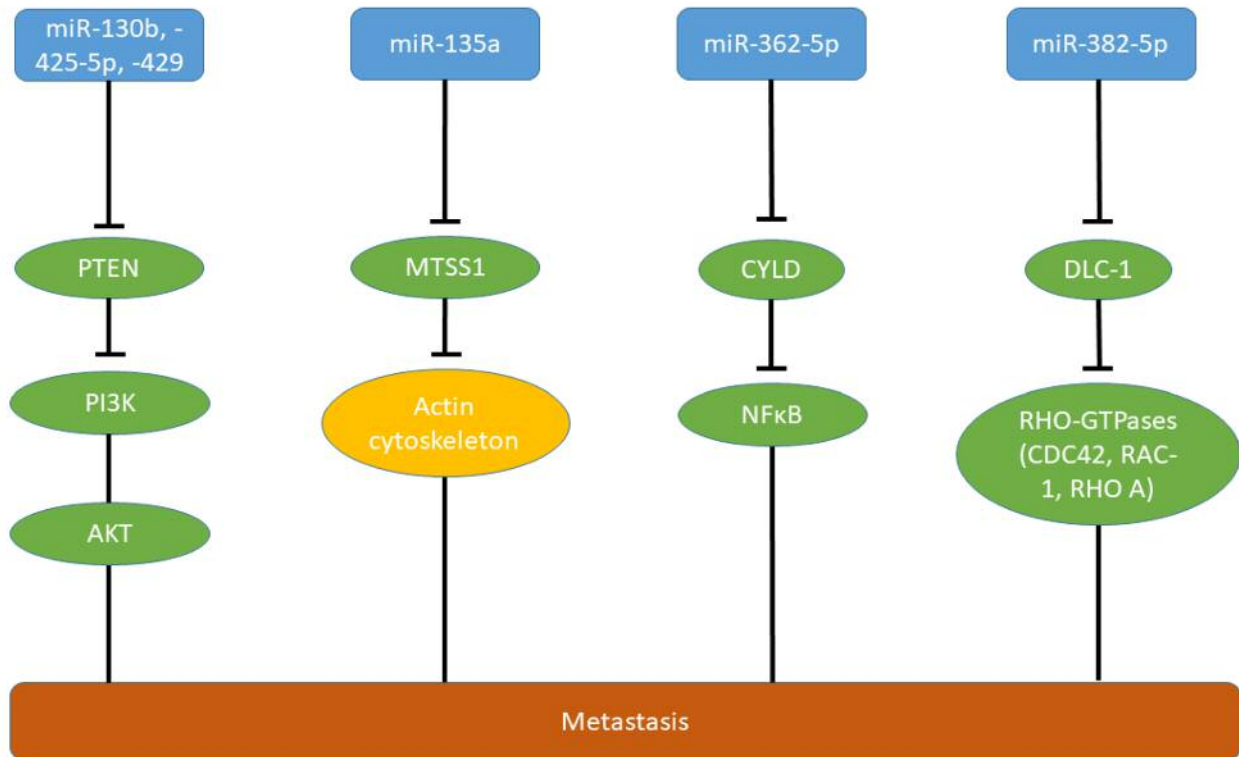 miR-130b, -
425-5p, -429
miR-135a
miR-362-5p
miR-382-5p
PTEN
MTSS1
CYLD
DLC-1
PI3K
Actin
cytoskeleton
NFκB
RHO-GTPases
(CDC42, RAC-
1, RHO A)
AKT
Metastasis